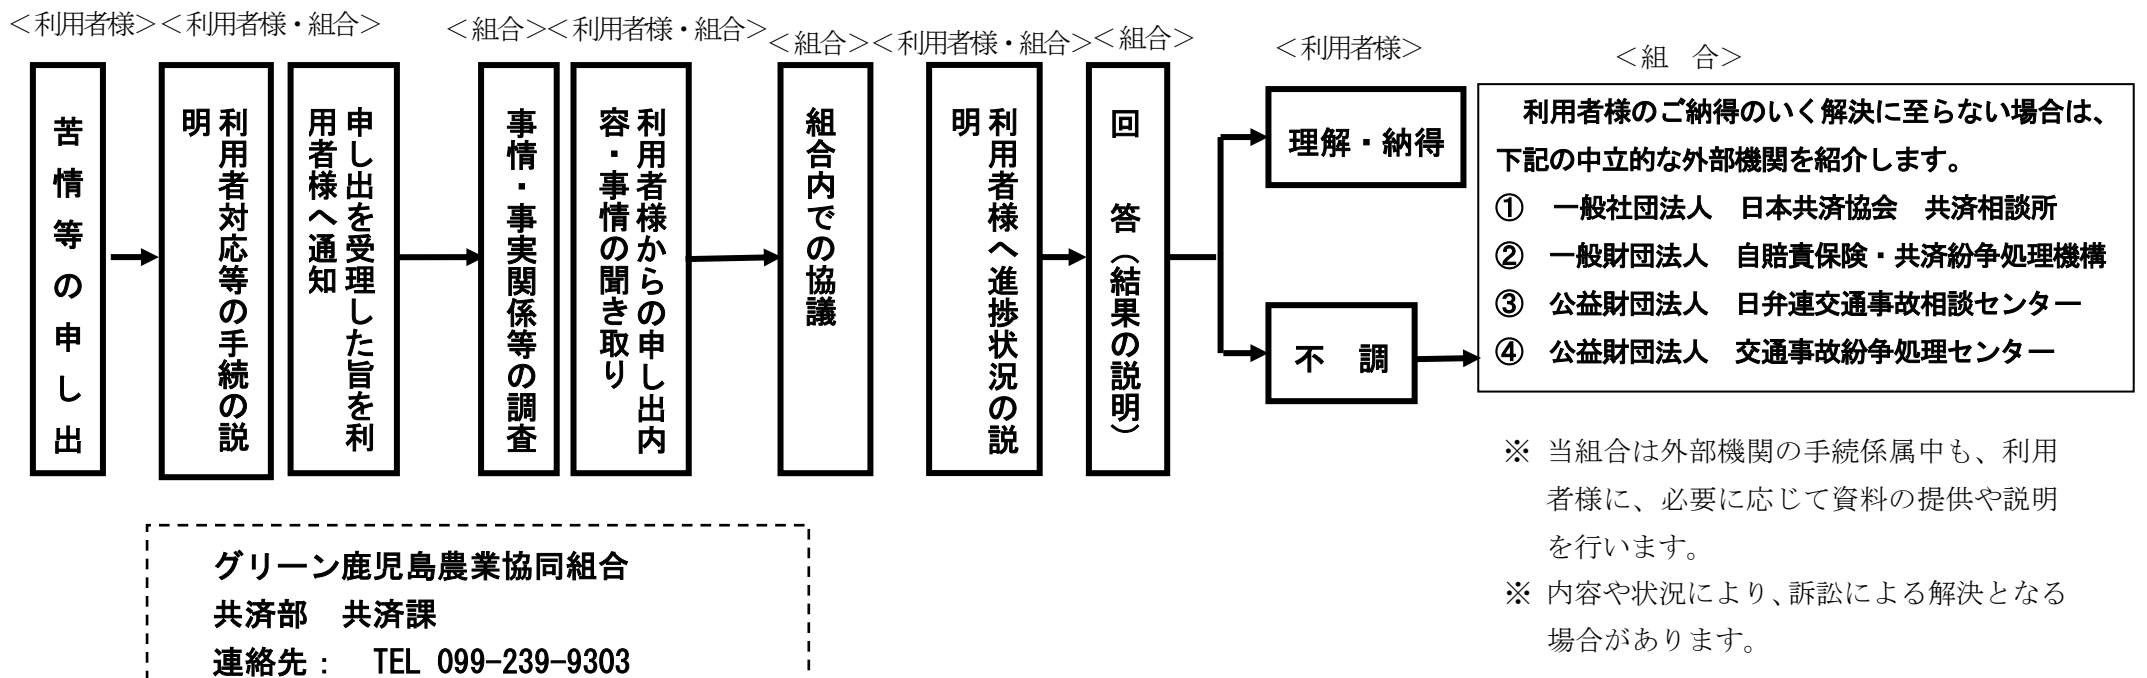 ＜利用者様＞＜利用者様・組合＞
＜組合＞＜利用者様・組合＞
＜組合＞＜利用者様・組合＞＜組合＞
＜利用者様＞
＜組　合＞
苦情等の申し出
利用者対応等の手続の説
明
申し出を受理した旨を利
用者様へ通知
事情・事実関係等の調査
利用者様からの申し出内
容・事情の聞き取り
組合内での協議
利用者様へ進捗状況の説
明
回　答（結果の説明）
理解・納得
不　調
利用者様のご納得のいく解決に至らない場合は、
下記の中立的な外部機関を紹介します。
①　一般社団法人　日本共済協会　共済相談所
②　一般財団法人　自賠責保険・共済紛争処理機構
③　公益財団法人　日弁連交通事故相談センター
④　公益財団法人　交通事故紛争処理センター
※ 当組合は外部機関の手続係属中も、利用
者様に、必要に応じて資料の提供や説明
を行います。
※ 内容や状況により、訴訟による解決となる
場合があります。
グリーン鹿児島農業協同組合
共済部　共済課
連絡先：　TEL 099-239-9303